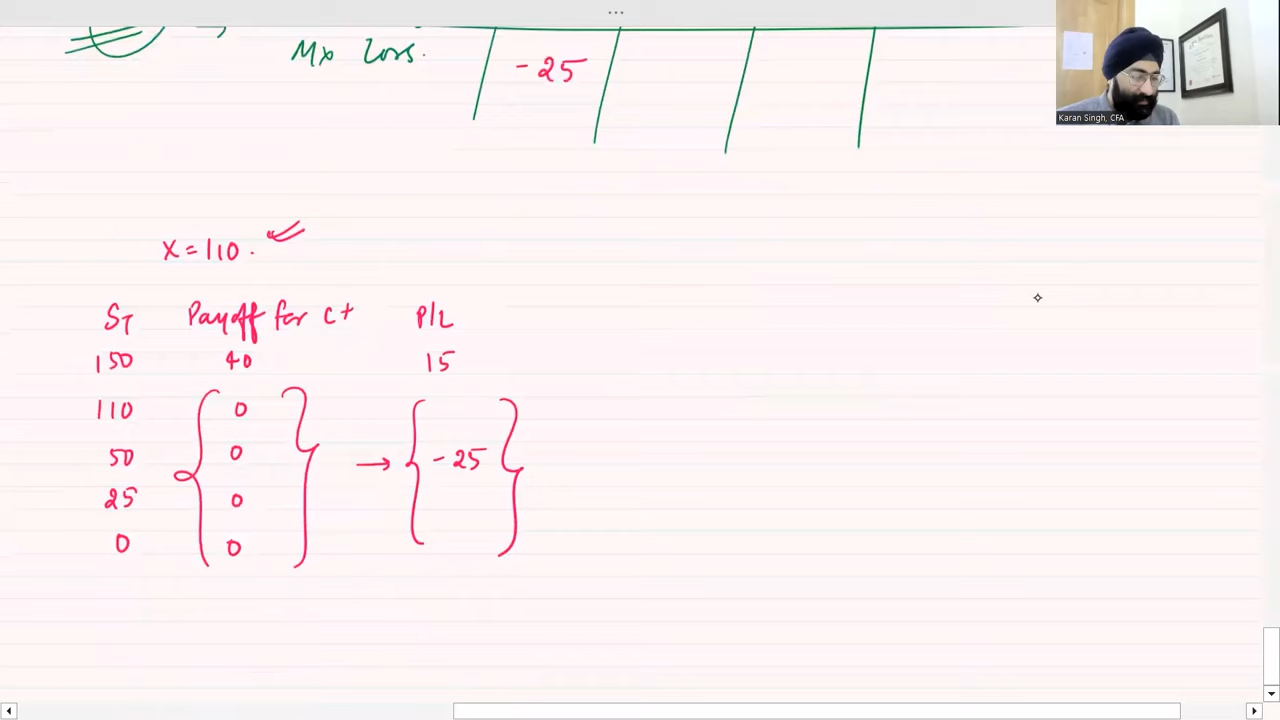 Mx Loss.
-25
Karan Singh, CFA
X=110.
ST Payoff for C+ P/L
150 40 15
110 0
50 0 → -25
25 0
0 0